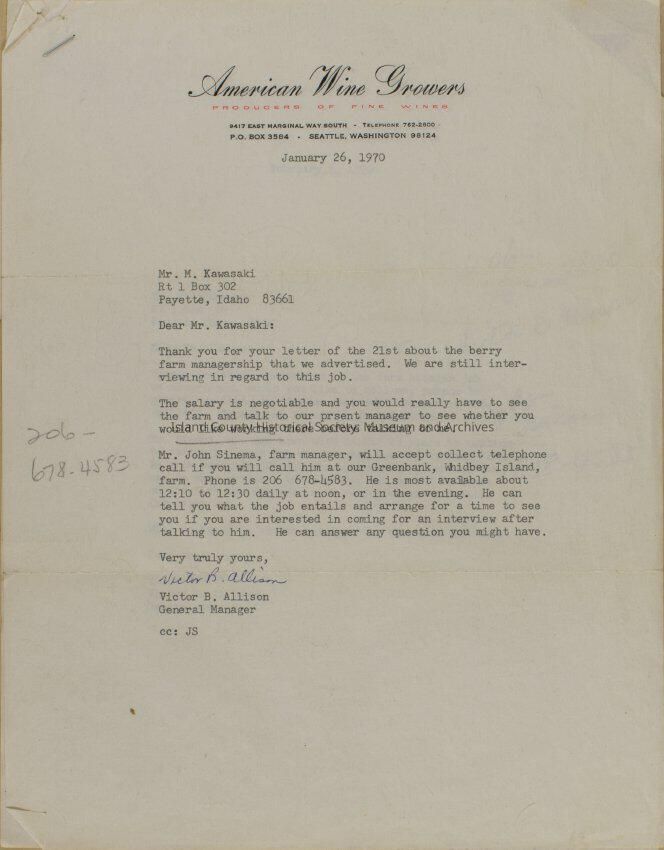 American Wine Growers
PRODUCERS OF FINE WINES
9417 EAST MARGINAL WAY SOUTH - TELEPHONE 762-2800
P.O. BOX 3584 - SEATTLE, WASHINGTON 98124
January 26, 1970
Mr. M. Kawasaki
Rt 1 Box 302
Payette, Idaho 83661
Dear Mr. Kawasaki:
Thank you for your letter of the 21st about the berry
farm managership that we advertised. We are still inter-
viewing in regard to this job.
The salary is negotiable and you would really have to see
the farm and talk to our prsent manager to see whether you
would like working there before talking to me.
Island County Historical Society Museum and Archives
206-
678-4583
Mr. John Sinema, farm manager, will accept collect telephone
call if you will call him at our Greenbank, Whidbey Island,
farm. Phone is 206 678-4583. He is most available about
12:10 to 12:30 daily at noon, or in the evening. He can
tell you what the job entails and arrange for a time to see
you if you are interested in coming for an interview after
talking to him. He can answer any question you might have.
Very truly yours,
Victor B. Allison
Victor B. Allison
General Manager
cc: JS